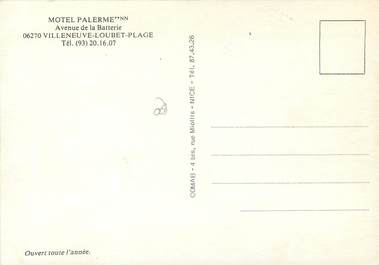 MOTEL PALERME**NN
Avenue de la Batterie
06270 VILLENEUVE-LOUBET-PLAGE
Tél. (93) 20.16.07
COMAEI - 4 bis, rue Miollis - NICE - Tél. 87.43.26
Ouvert toute l'année.